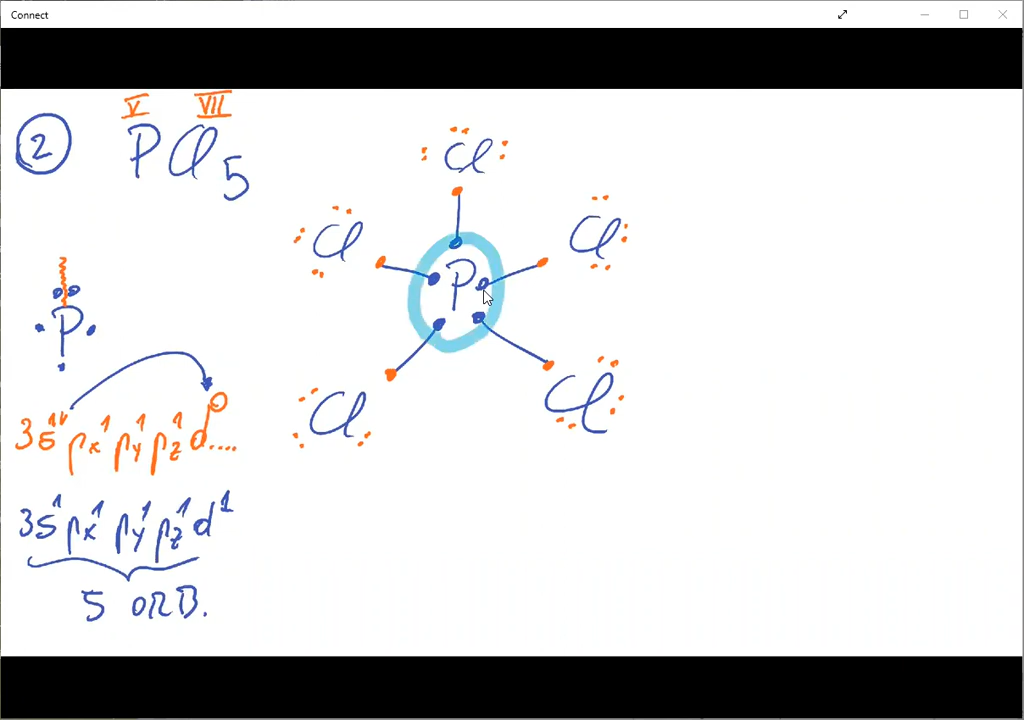 Connect
V VII
2 PCl5
Cl
Cl Cl
P
P
Cl Cl
3s¹ px¹ py¹ pz¹ d⁰....
3s¹ px¹ py¹ pz¹ d¹
5 ORB.